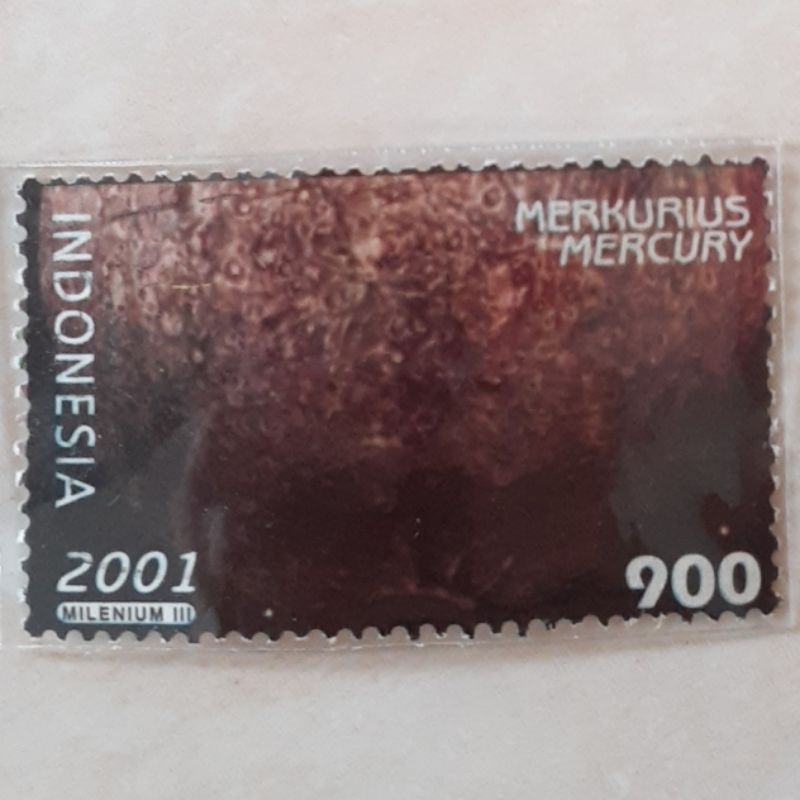 INDONESIA
MERKURIUS
MERCURY
2001
MILENIUM III
900